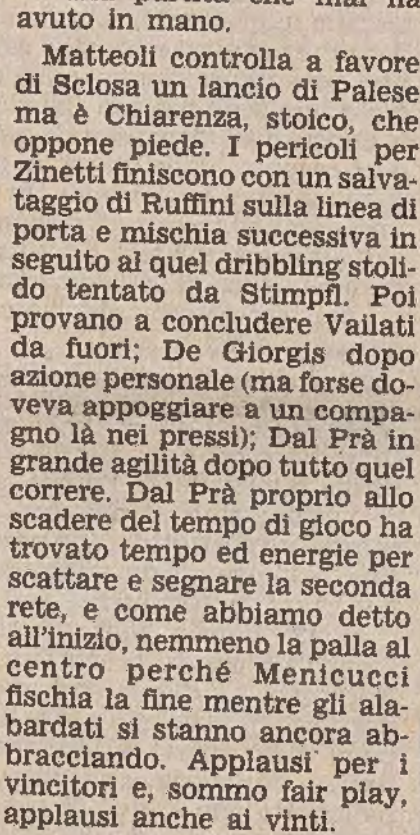 avuto in mano.
Matteoli controlla a favore
di Sclosa un lancio di Palese
ma è Chiarenza, stoico, che
oppone piede. I pericoli per
Zinetti finiscono con un salva-
taggio di Ruffini sulla linea di
porta e mischia successiva in
seguito al quel dribbling stoli-
do tentato da Stimpfl. Poi
provano a concludere Vailati
da fuori; De Giorgis dopo
azione personale (ma forse do-
veva appoggiare a un compa-
gno là nei pressi); Dal Prà in
grande agilità dopo tutto quel
correre. Dal Prà proprio allo
scadere del tempo di gioco ha
trovato tempo ed energie per
scattare e segnare la seconda
rete, e come abbiamo detto
all'inizio, nemmeno la palla al
centro perché Menicucci
fischia la fine mentre gli ala-
bardati si stanno ancora ab-
bracciando. Applausi per i
vincitori e, sommo fair play,
applausi anche ai vinti.